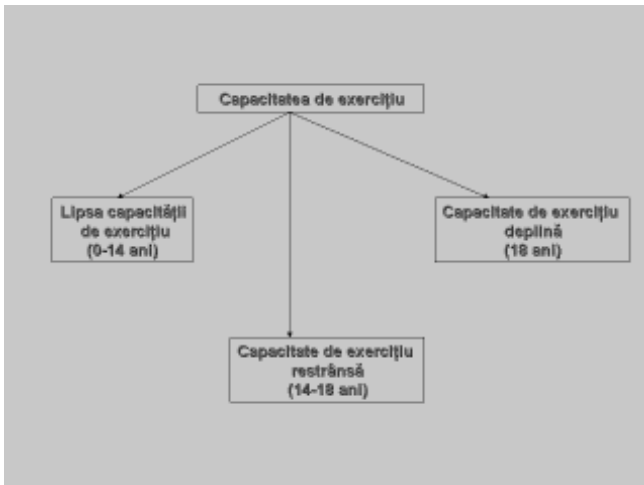 Capacitatea de exercițiu
Lipsa capacității
de exercițiu
(0-14 ani)
Capacitate de exercițiu
deplină
(18 ani)
Capacitate de exercițiu
restrânsă
(14-18 ani)